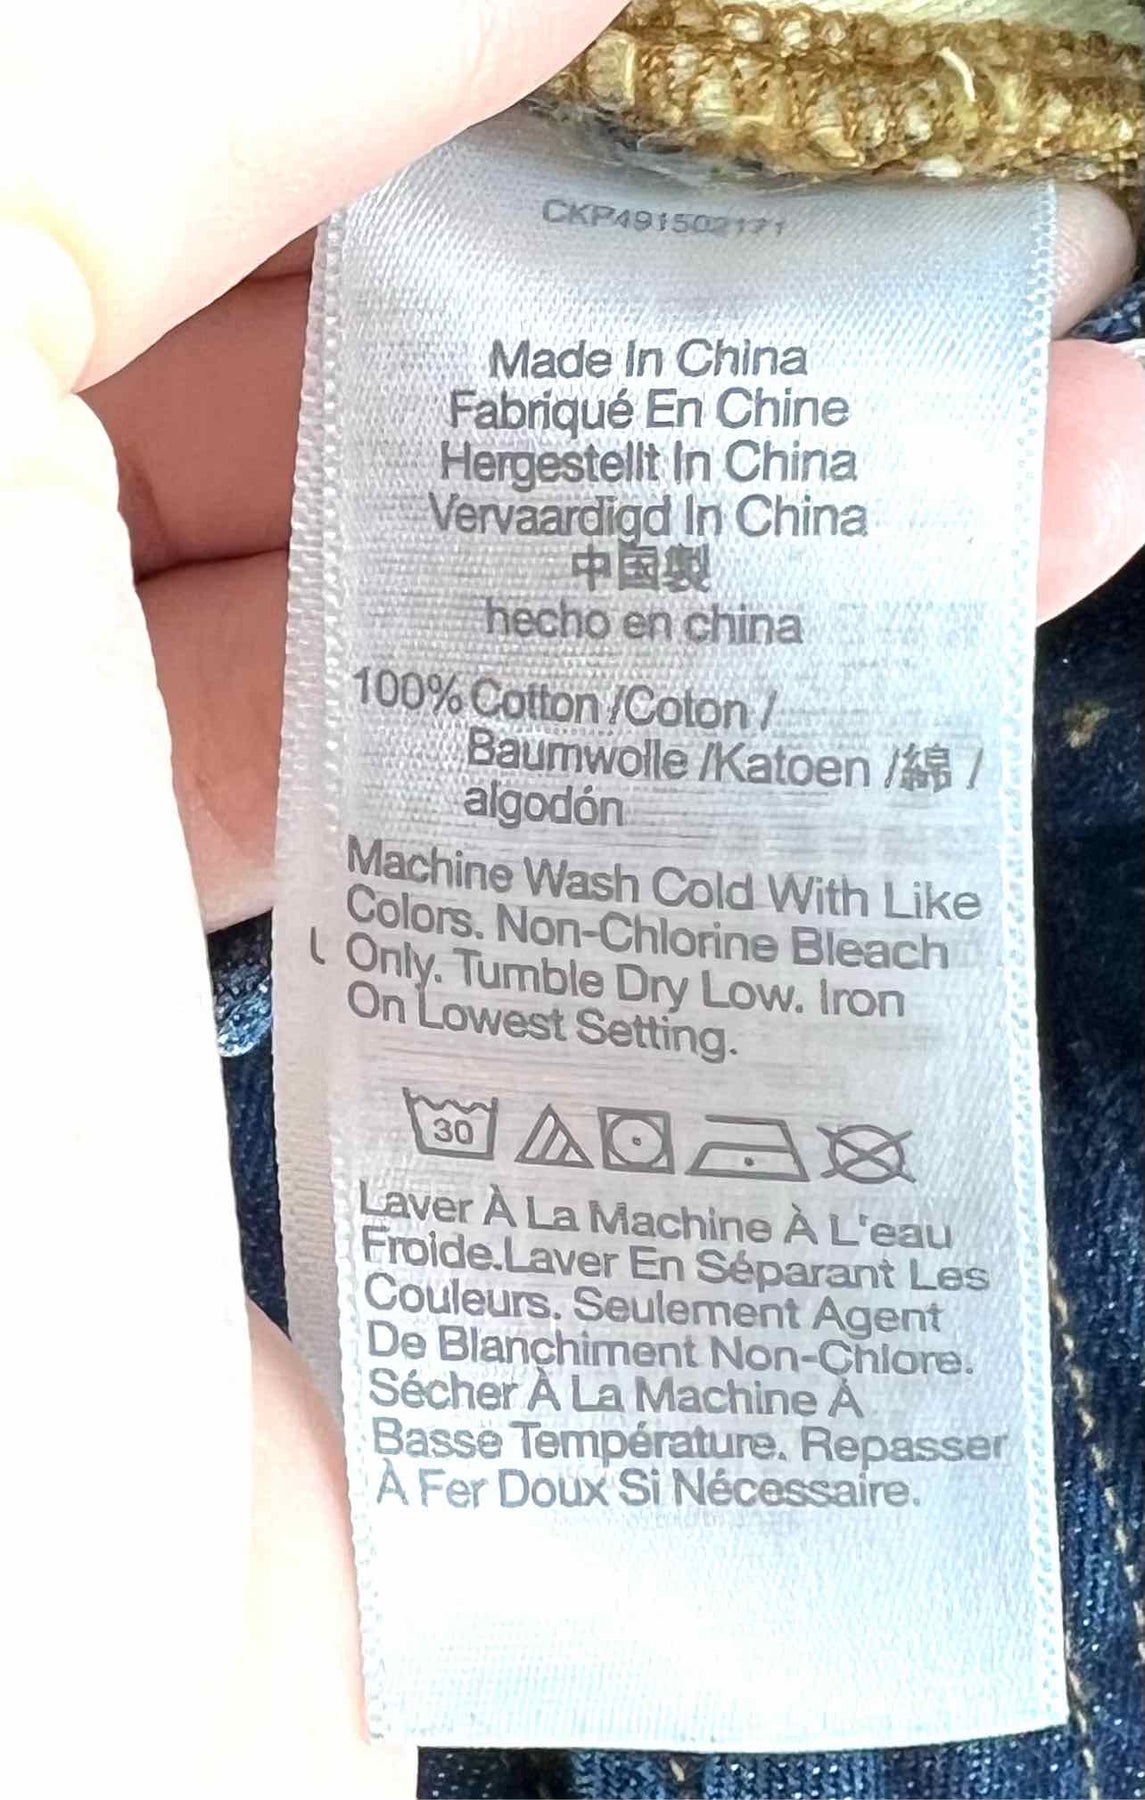 CKP491502171
Made In China
Fabriqué En Chine
Hergestellt In China
Vervaardigd In China
中国製
hecho en china
100% Cotton /Coton /
Baumwolle /Katoen /綿 /
algodón
Machine Wash Cold With Like
Colors. Non-Chlorine Bleach
Only. Tumble Dry Low. Iron
On Lowest Setting.
30
Laver À La Machine À L'eau
Froide.Laver En Séparant Les
Couleurs. Seulement Agent
De Blanchiment Non-Chlore.
Sécher À La Machine À
Basse Température. Repasser
À Fer Doux Si Nécessaire.